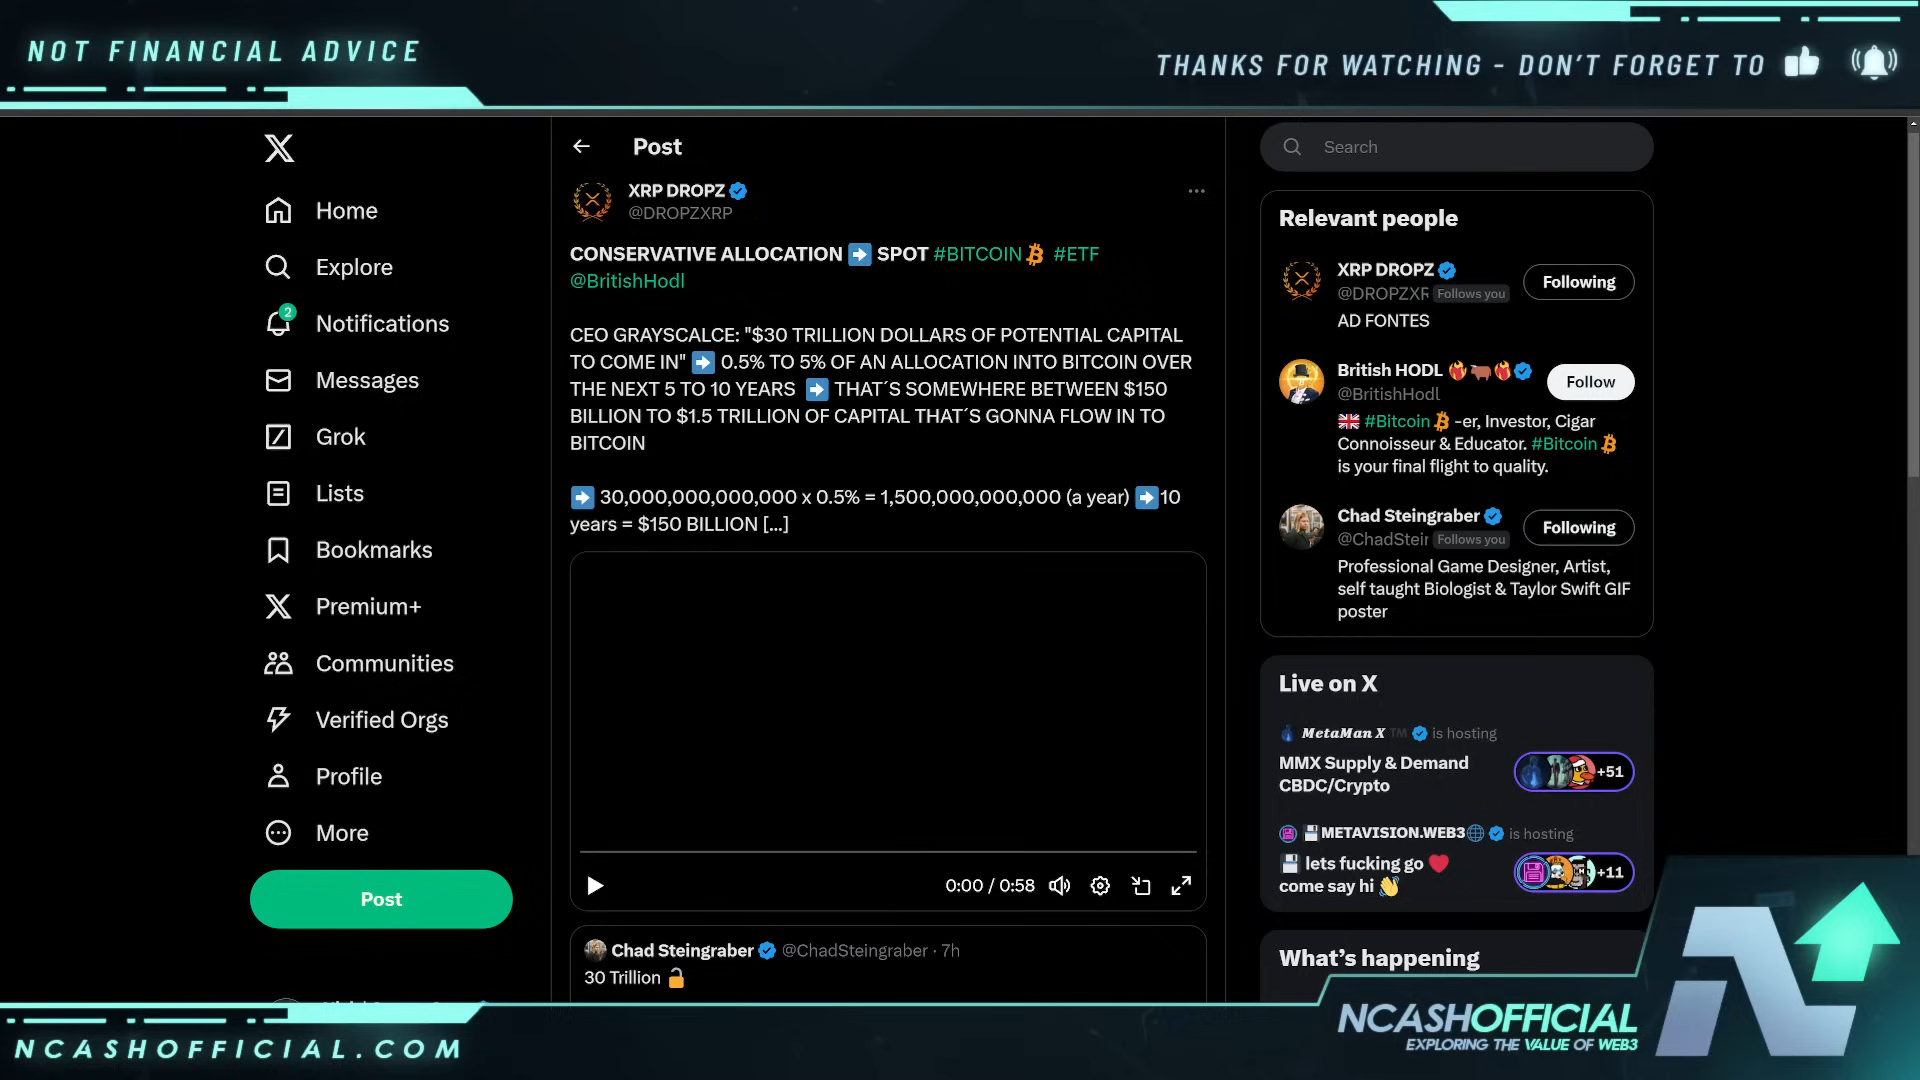 NOT FINANCIAL ADVICE
THANKS FOR WATCHING - DON'T FORGET TO
Home
Explore
2
Notifications
Messages
Grok
Lists
Bookmarks
Premium+
Communities
Verified Orgs
Profile
More
Post
Post
XRP DROPZ
@DROPZXRP
CONSERVATIVE ALLOCATION ➡️ SPOT #BITCOIN #ETF
@BritishHodl
CEO GRAYSCALCE: "$30 TRILLION DOLLARS OF POTENTIAL CAPITAL
TO COME IN" ➡️ 0.5% TO 5% OF AN ALLOCATION INTO BITCOIN OVER
THE NEXT 5 TO 10 YEARS ➡️ THAT´S SOMEWHERE BETWEEN $150
BILLION TO $1.5 TRILLION OF CAPITAL THAT´S GONNA FLOW IN TO
BITCOIN
➡️ 30,000,000,000,000 x 0.5% = 1,500,000,000,000 (a year) ➡️10
years = $150 BILLION [...]
0:00 / 0:58
Chad Steingraber @ChadSteingraber · 7h
30 Trillion 🔓
Search
Relevant people
XRP DROPZ
@DROPZXR Follows you
Following
AD FONTES
British HODL
@BritishHodl
Follow
🇬🇧 #Bitcoin -er, Investor, Cigar
Connoisseur & Educator. #Bitcoin
is your final flight to quality.
Chad Steingraber
@ChadSteir Follows you
Following
Professional Game Designer, Artist,
self taught Biologist & Taylor Swift GIF
poster
Live on X
MetaMan X™ is hosting
MMX Supply & Demand
CBDC/Crypto
+51
💾METAVISION.WEB3🌐 is hosting
💾 lets fucking go ❤️
come say hi 👋
+11
What's happening
NCASHOFFICIAL.COM
NCASHOFFICIAL
EXPLORING THE VALUE OF WEB3